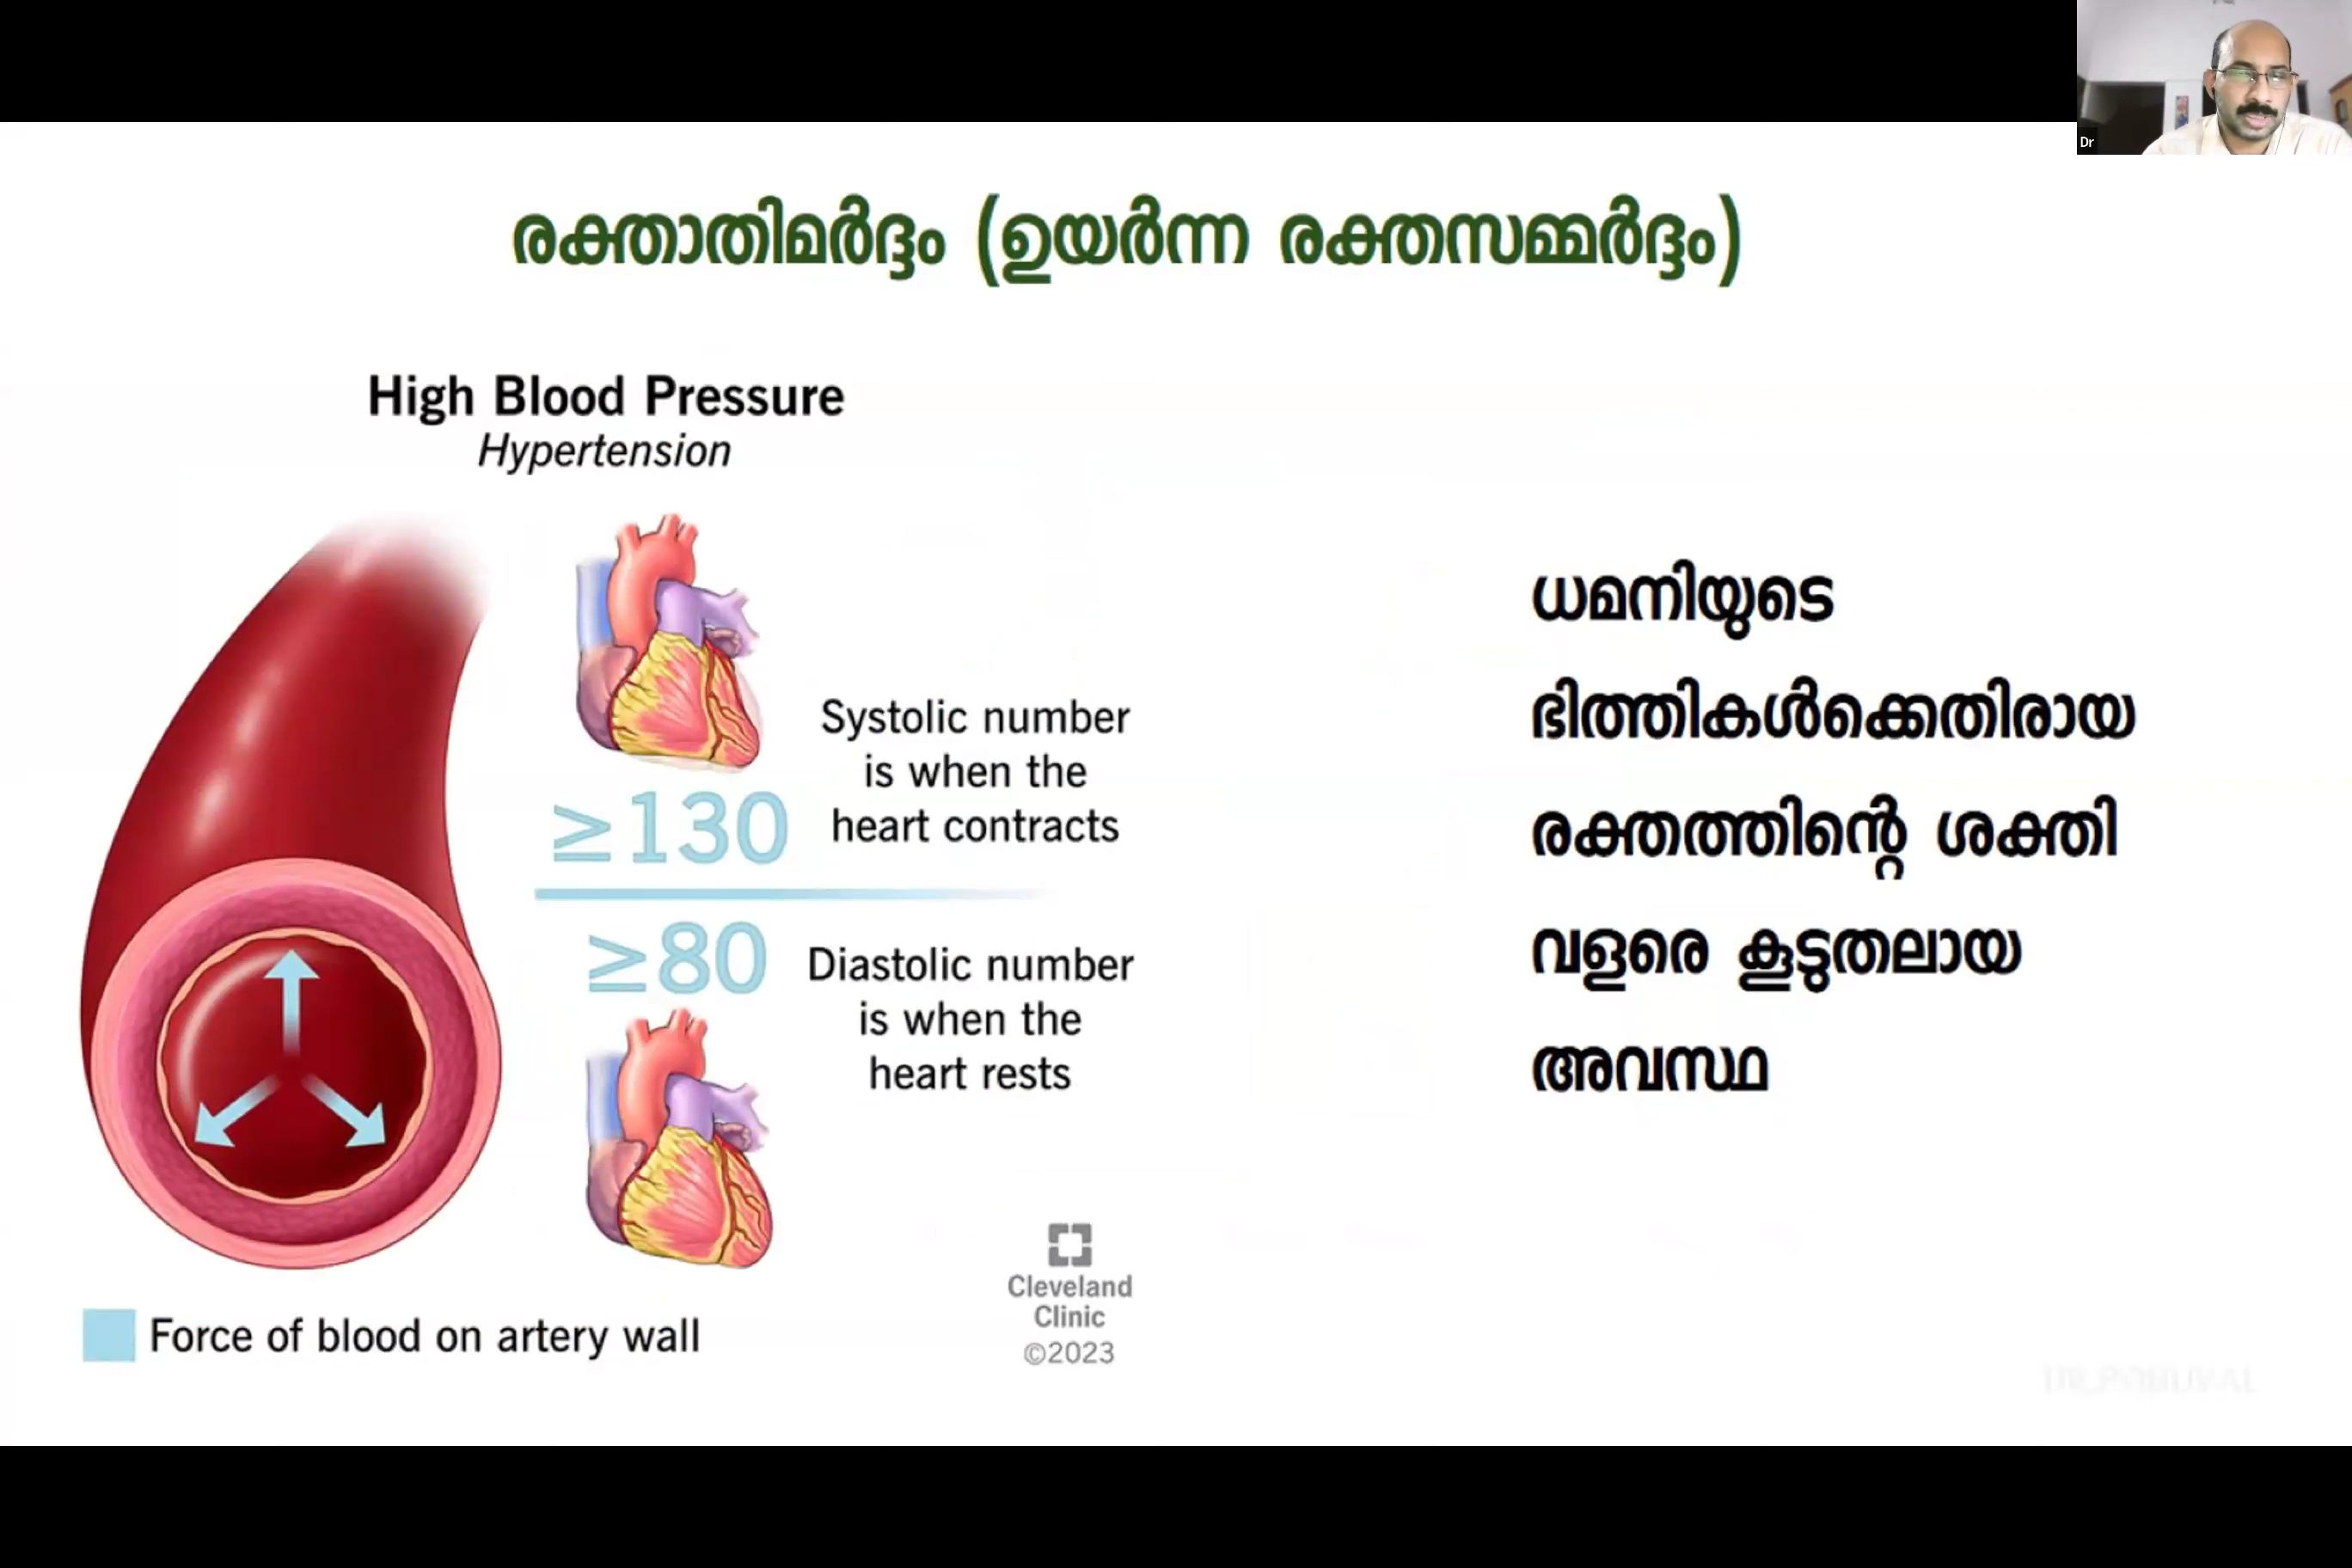 Dr
രക്താതിമർദ്ദം (ഉയർന്ന രക്തസമ്മർദ്ദം)
High Blood Pressure
Hypertension
Systolic number
is when the
heart contracts
≥130
≥80
Diastolic number
is when the
heart rests
Force of blood on artery wall
Cleveland
Clinic
©2023
ധമനിയുടെ
ഭിത്തികൾക്കെതിരായ
രക്തത്തിന്റെ ശക്തി
വളരെ കൂടുതലായ
അവസ്ഥ